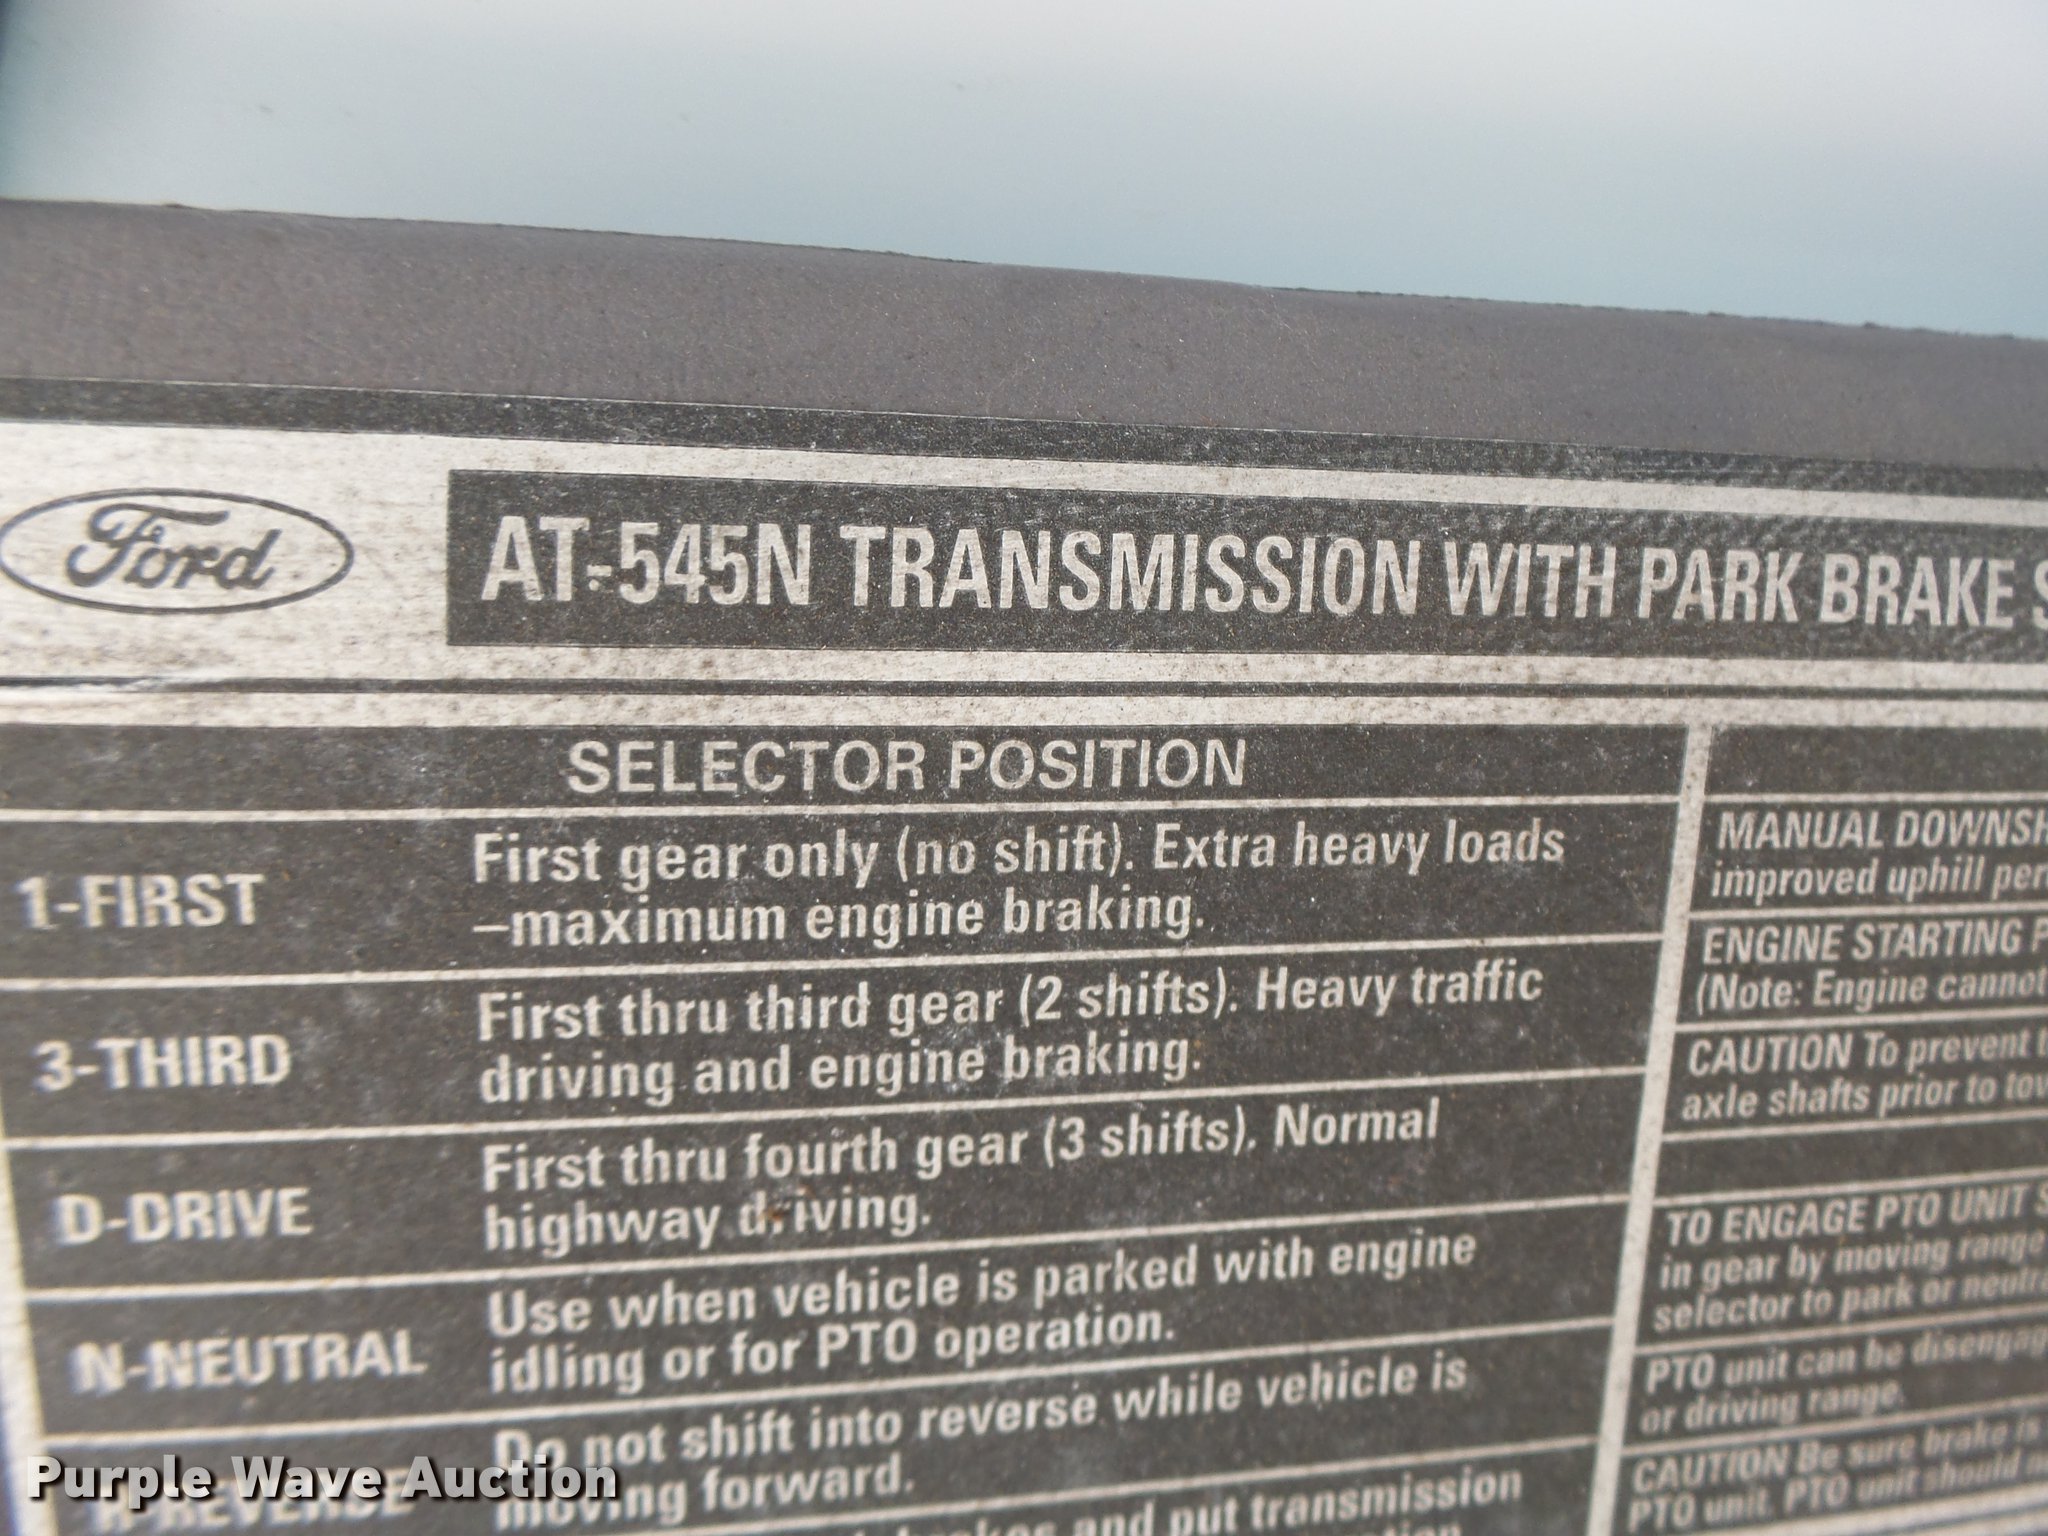 Ford
AT-545N TRANSMISSION WITH PARK BRAKE
SELECTOR POSITION
1-FIRST
First gear only (no shift). Extra heavy loads
–maximum engine braking.
3-THIRD
First thru third gear (2 shifts). Heavy traffic
driving and engine braking.
D-DRIVE
First thru fourth gear (3 shifts). Normal
highway driving.
N-NEUTRAL
Use when vehicle is parked with engine
idling or for PTO operation.
R-REVERSE
Do not shift into reverse while vehicle is
moving forward.
brakes and put transmission
MANUAL DOWNSH
improved uphill per
ENGINE STARTING P
(Note: Engine cannot
CAUTION To prevent
axle shafts prior to tow
TO ENGAGE PTO UNIT S
in gear by moving range
selector to park or neutra
PTO unit can be disengag
or driving range.
CAUTION Be sure brake is
PTO unit. PTO unit should
Purple Wave Auction